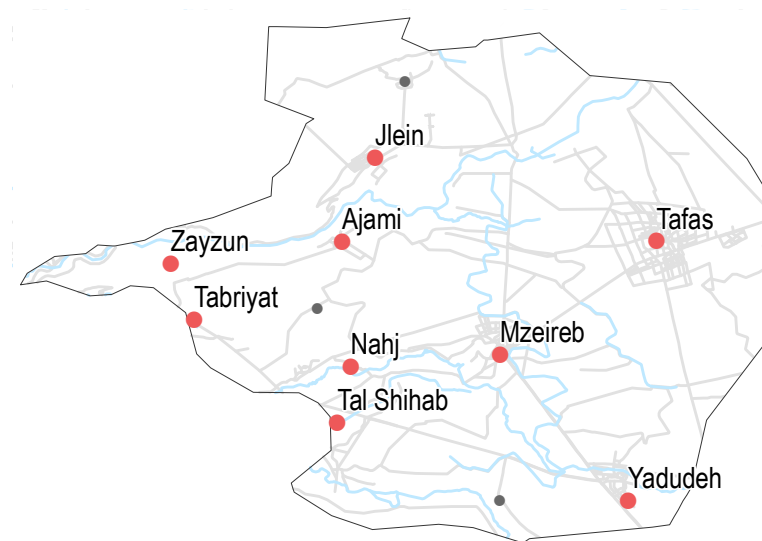 Jlein
Ajami
Tafas
Zayzun
Tabriyat
Nahj
Mzeireb
Tal Shihab
Yadudeh